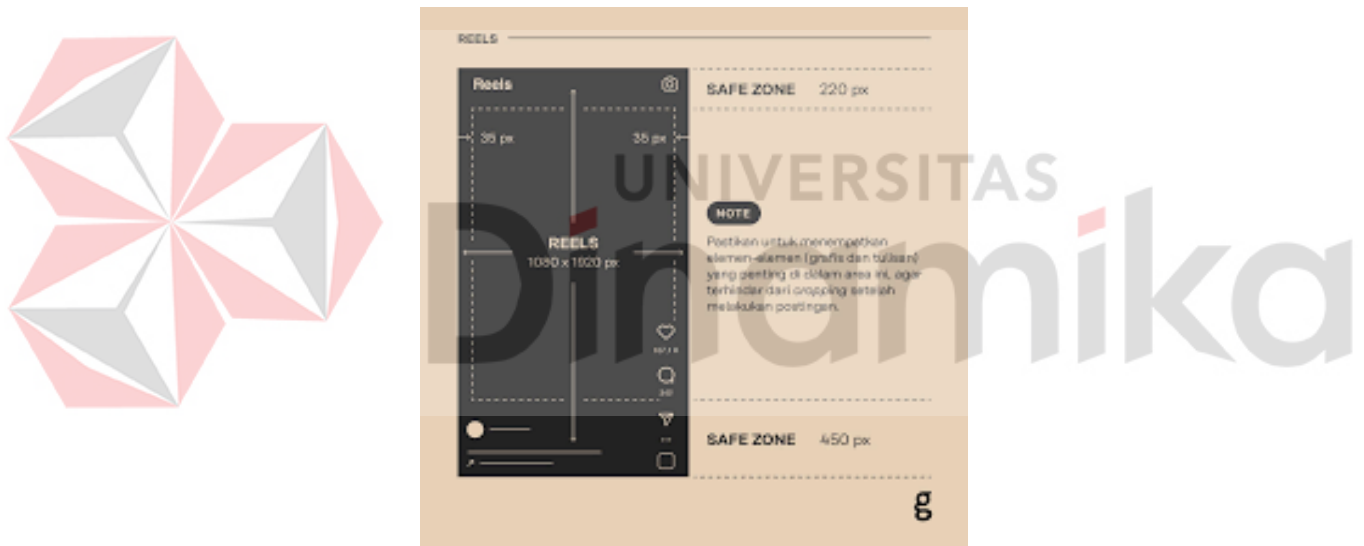 REELS
Reels
SAFE ZONE 220 px
35 px 35 px
UNIVERSITAS
Dinamika
NOTE
Pastikan untuk menempatkan
elemen-elemen (grafis dan tulisan)
yang penting di dalam area ini, agar
terhindar dari cropping setelah
melakukan postingan.
REELS
1080 x 1920 px
SAFE ZONE 450 px
g